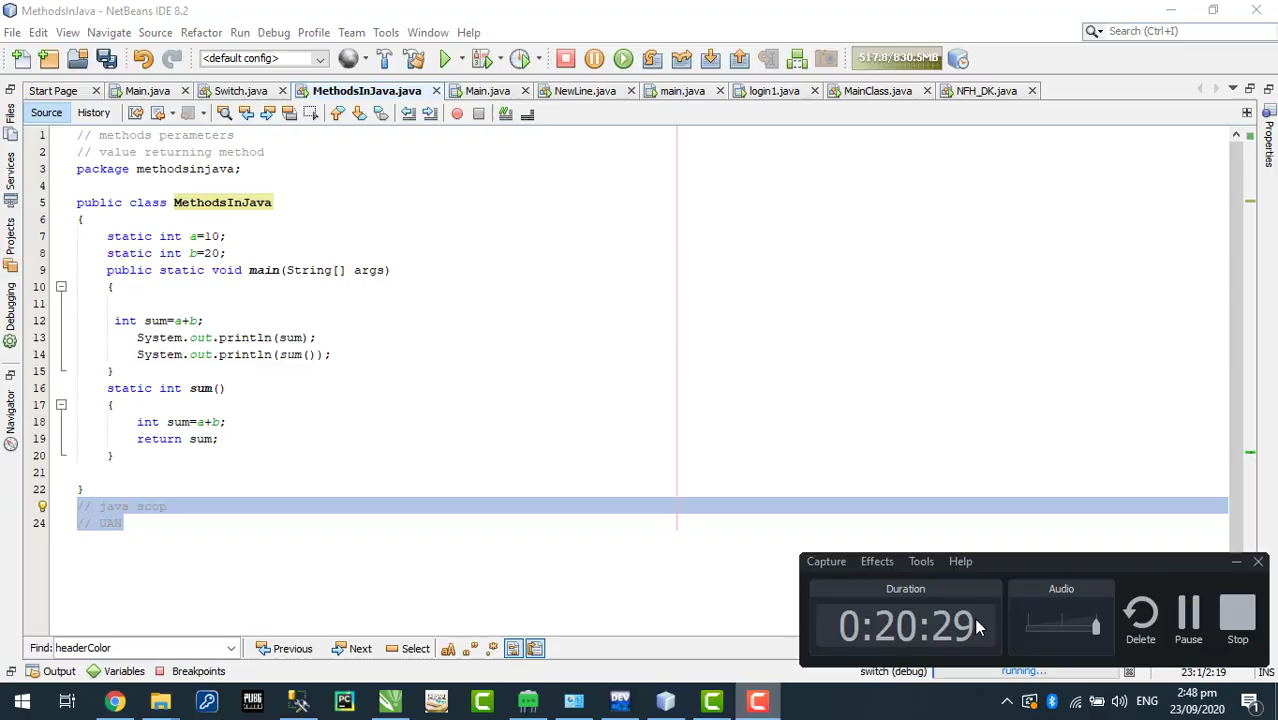 MethodsInJava - NetBeans IDE 8.2
File Edit View Navigate Source Refactor Run Debug Profile Team Tools Window Help
Search (Ctrl+I)
<default config>
517.8/830.5MB
Start Page Main.java Switch.java MethodsInJava.java Main.java NewLine.java main.java login1.java MainClass.java NFH_DK.java
Source History
Files
Services
Projects
Debugging
Navigator
Properties
1 // methods perameters
2 // value returning method
3 package methodsinjava;
4
5 public class MethodsInJava
6 {
7 static int a=10;
8 static int b=20;
9 public static void main(String[] args)
10 {
11
12 int sum=a+b;
13 System.out.println(sum);
14 System.out.println(sum());
15 }
16 static int sum()
17 {
18 int sum=a+b;
19 return sum;
20 }
21
22 }
// java scop
24 // UAN
Capture Effects Tools Help
Duration
0:20:29
Audio
Delete
Pause
Stop
Find: headerColor Previous Next Select
Output Variables Breakpoints
switch (debug) running... 23:1/2:19 INS
PUBG
PC
DEV
ENG
2:48 pm
23/09/2020
1